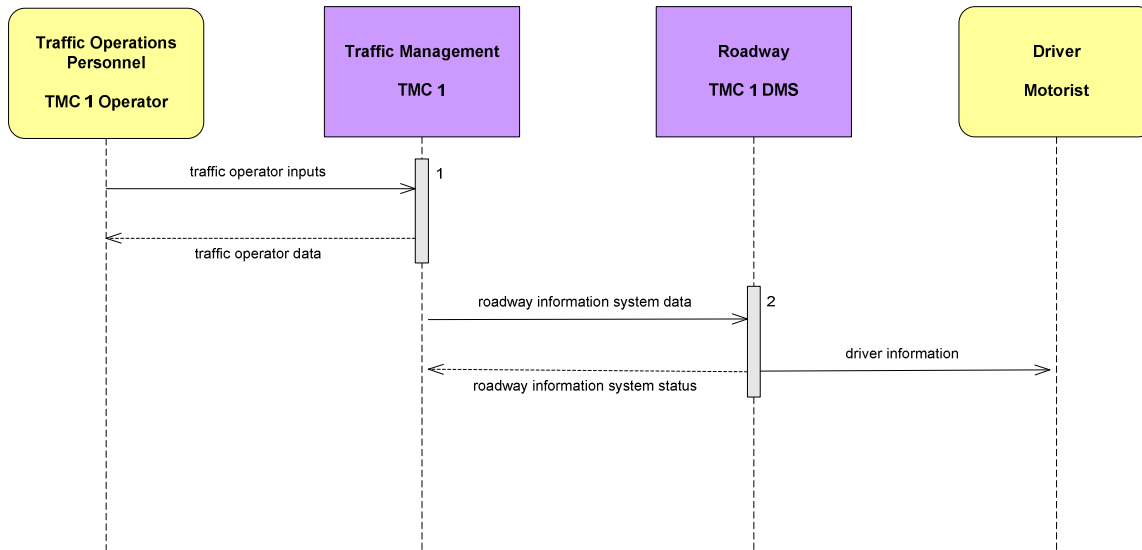 Traffic Operations
Personnel
TMC 1 Operator
Traffic Management
TMC 1
Roadway
TMC 1 DMS
Driver
Motorist
traffic operator inputs
1
traffic operator data
roadway information system data
2
driver information
roadway information system status